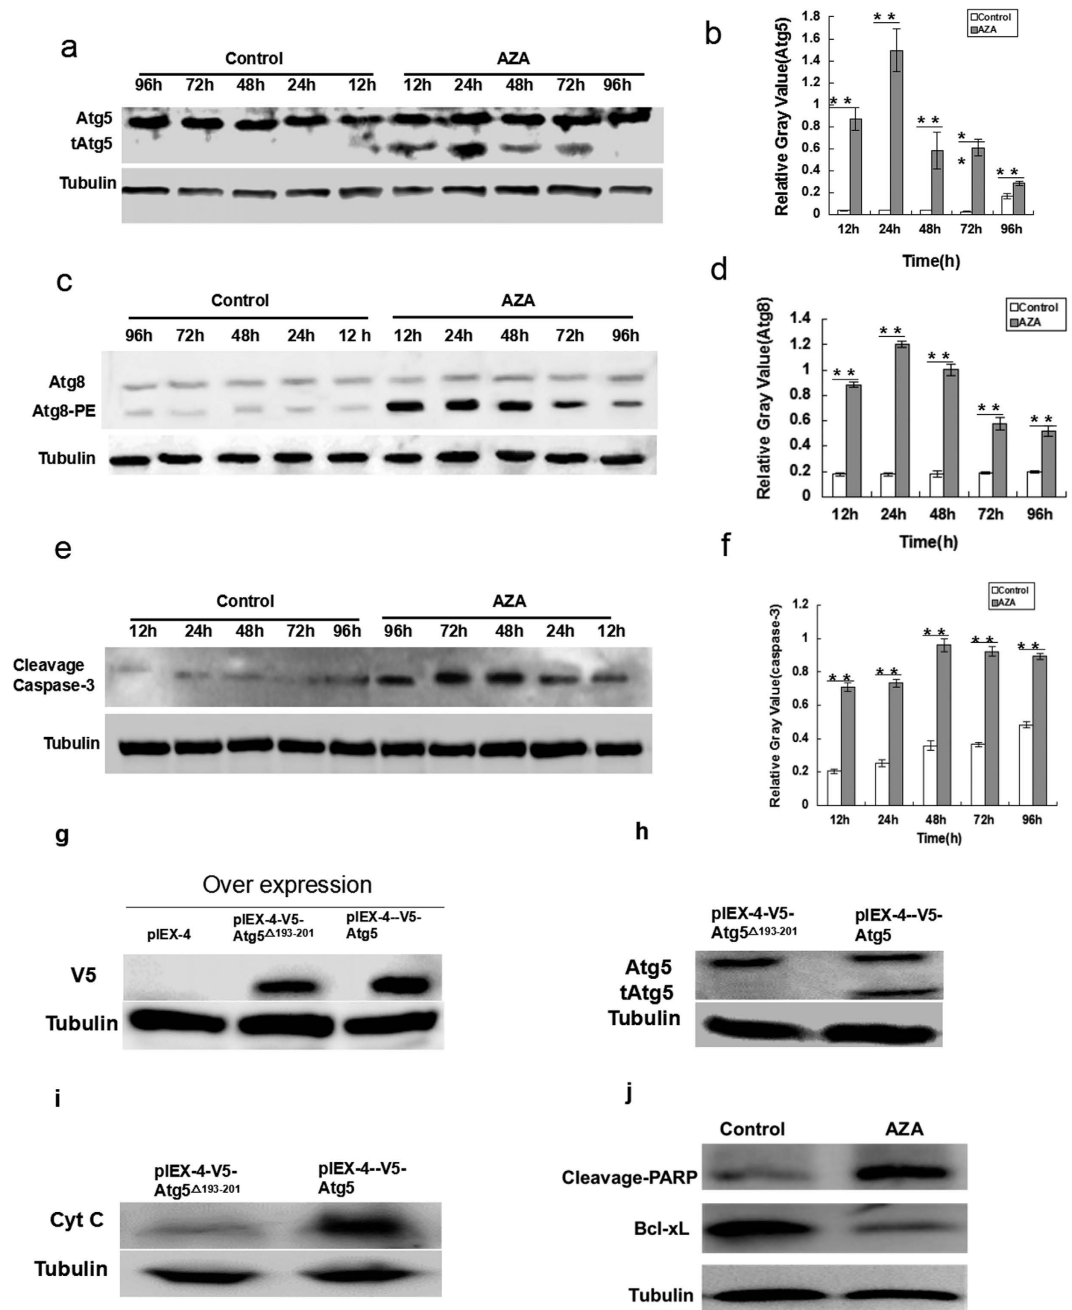 a
Control AZA
96h 72h 48h 24h 12h 12h 24h 48h 72h 96h
Atg5
tAtg5
Tubulin
b
Control
AZA
Relative Gray Value(Atg5)
1.8
1.6
1.4
1.2
1
0.8
0.6
0.4
0.2
0
* *
* *
* *
*
*
* *
12h 24h 48h 72h 96h
Time(h)
c
Control AZA
96h 72h 48h 24h 12 h 12h 24h 48h 72h 96h
Atg8
Atg8-PE
Tubulin
d
Control
AZA
Relative Gray Value(Atg8)
1.4
1.2
1
0.8
0.6
0.4
0.2
0
* *
* *
* *
* *
* *
12h 24h 48h 72h 96h
Time(h)
e
Control AZA
12h 24h 48h 72h 96h 96h 72h 48h 24h 12h
Cleavage
Caspase-3
Tubulin
f
Control
AZA
Relative Gray Value(caspase-3)
1.2
1
0.8
0.6
0.4
0.2
0
* *
* *
* *
* *
* *
12h 24h 48h 72h 96h
Time(h)
g
Over expression
pIEX-4
pIEX-4-V5-
Atg5△193-201
pIEX-4--V5-
Atg5
V5
Tubulin
h
pIEX-4-V5-
Atg5△193-201
pIEX-4--V5-
Atg5
Atg5
tAtg5
Tubulin
i
pIEX-4-V5-
Atg5△193-201
pIEX-4--V5-
Atg5
Cyt C
Tubulin
j
Control AZA
Cleavage-PARP
Bcl-xL
Tubulin